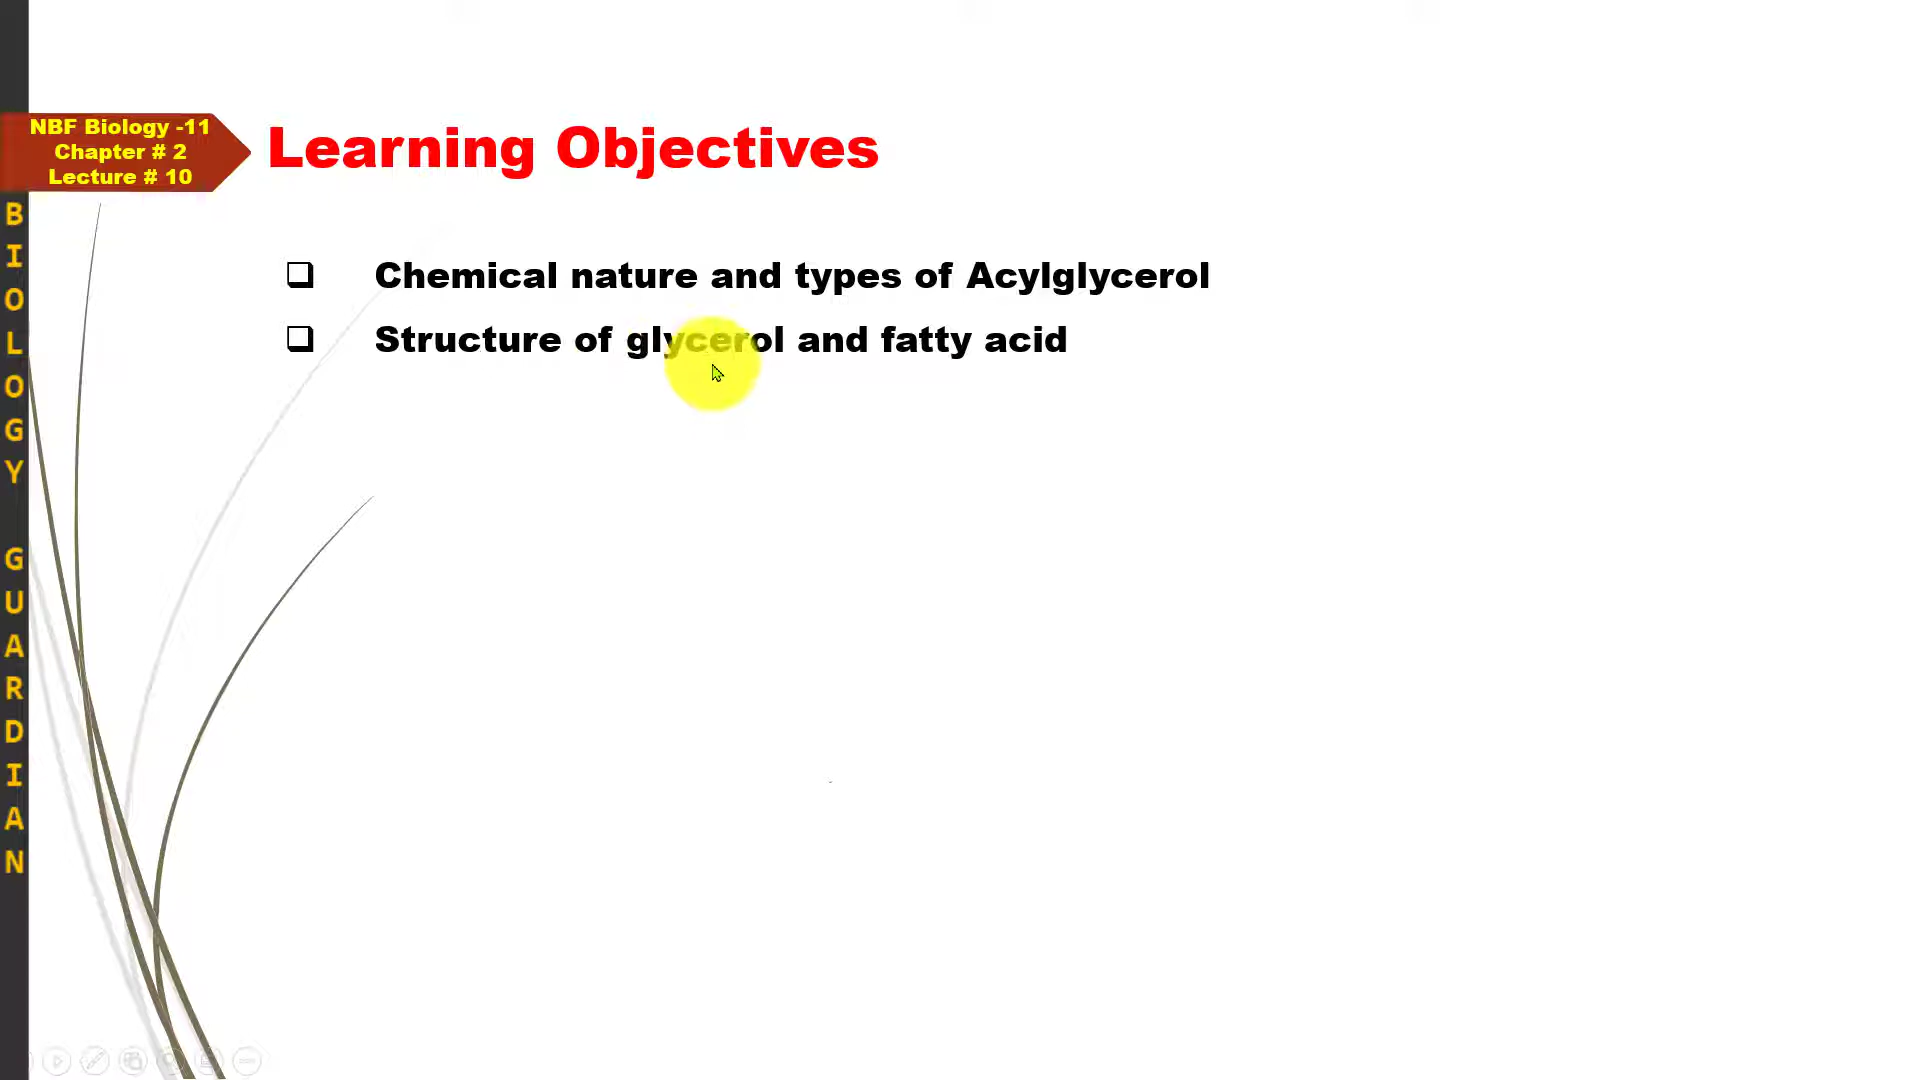 NBF Biology -11
Chapter # 2
Lecture # 10
Learning Objectives
Chemical nature and types of Acylglycerol
Structure of glycerol and fatty acid
BIOLOGY GUARDIAN